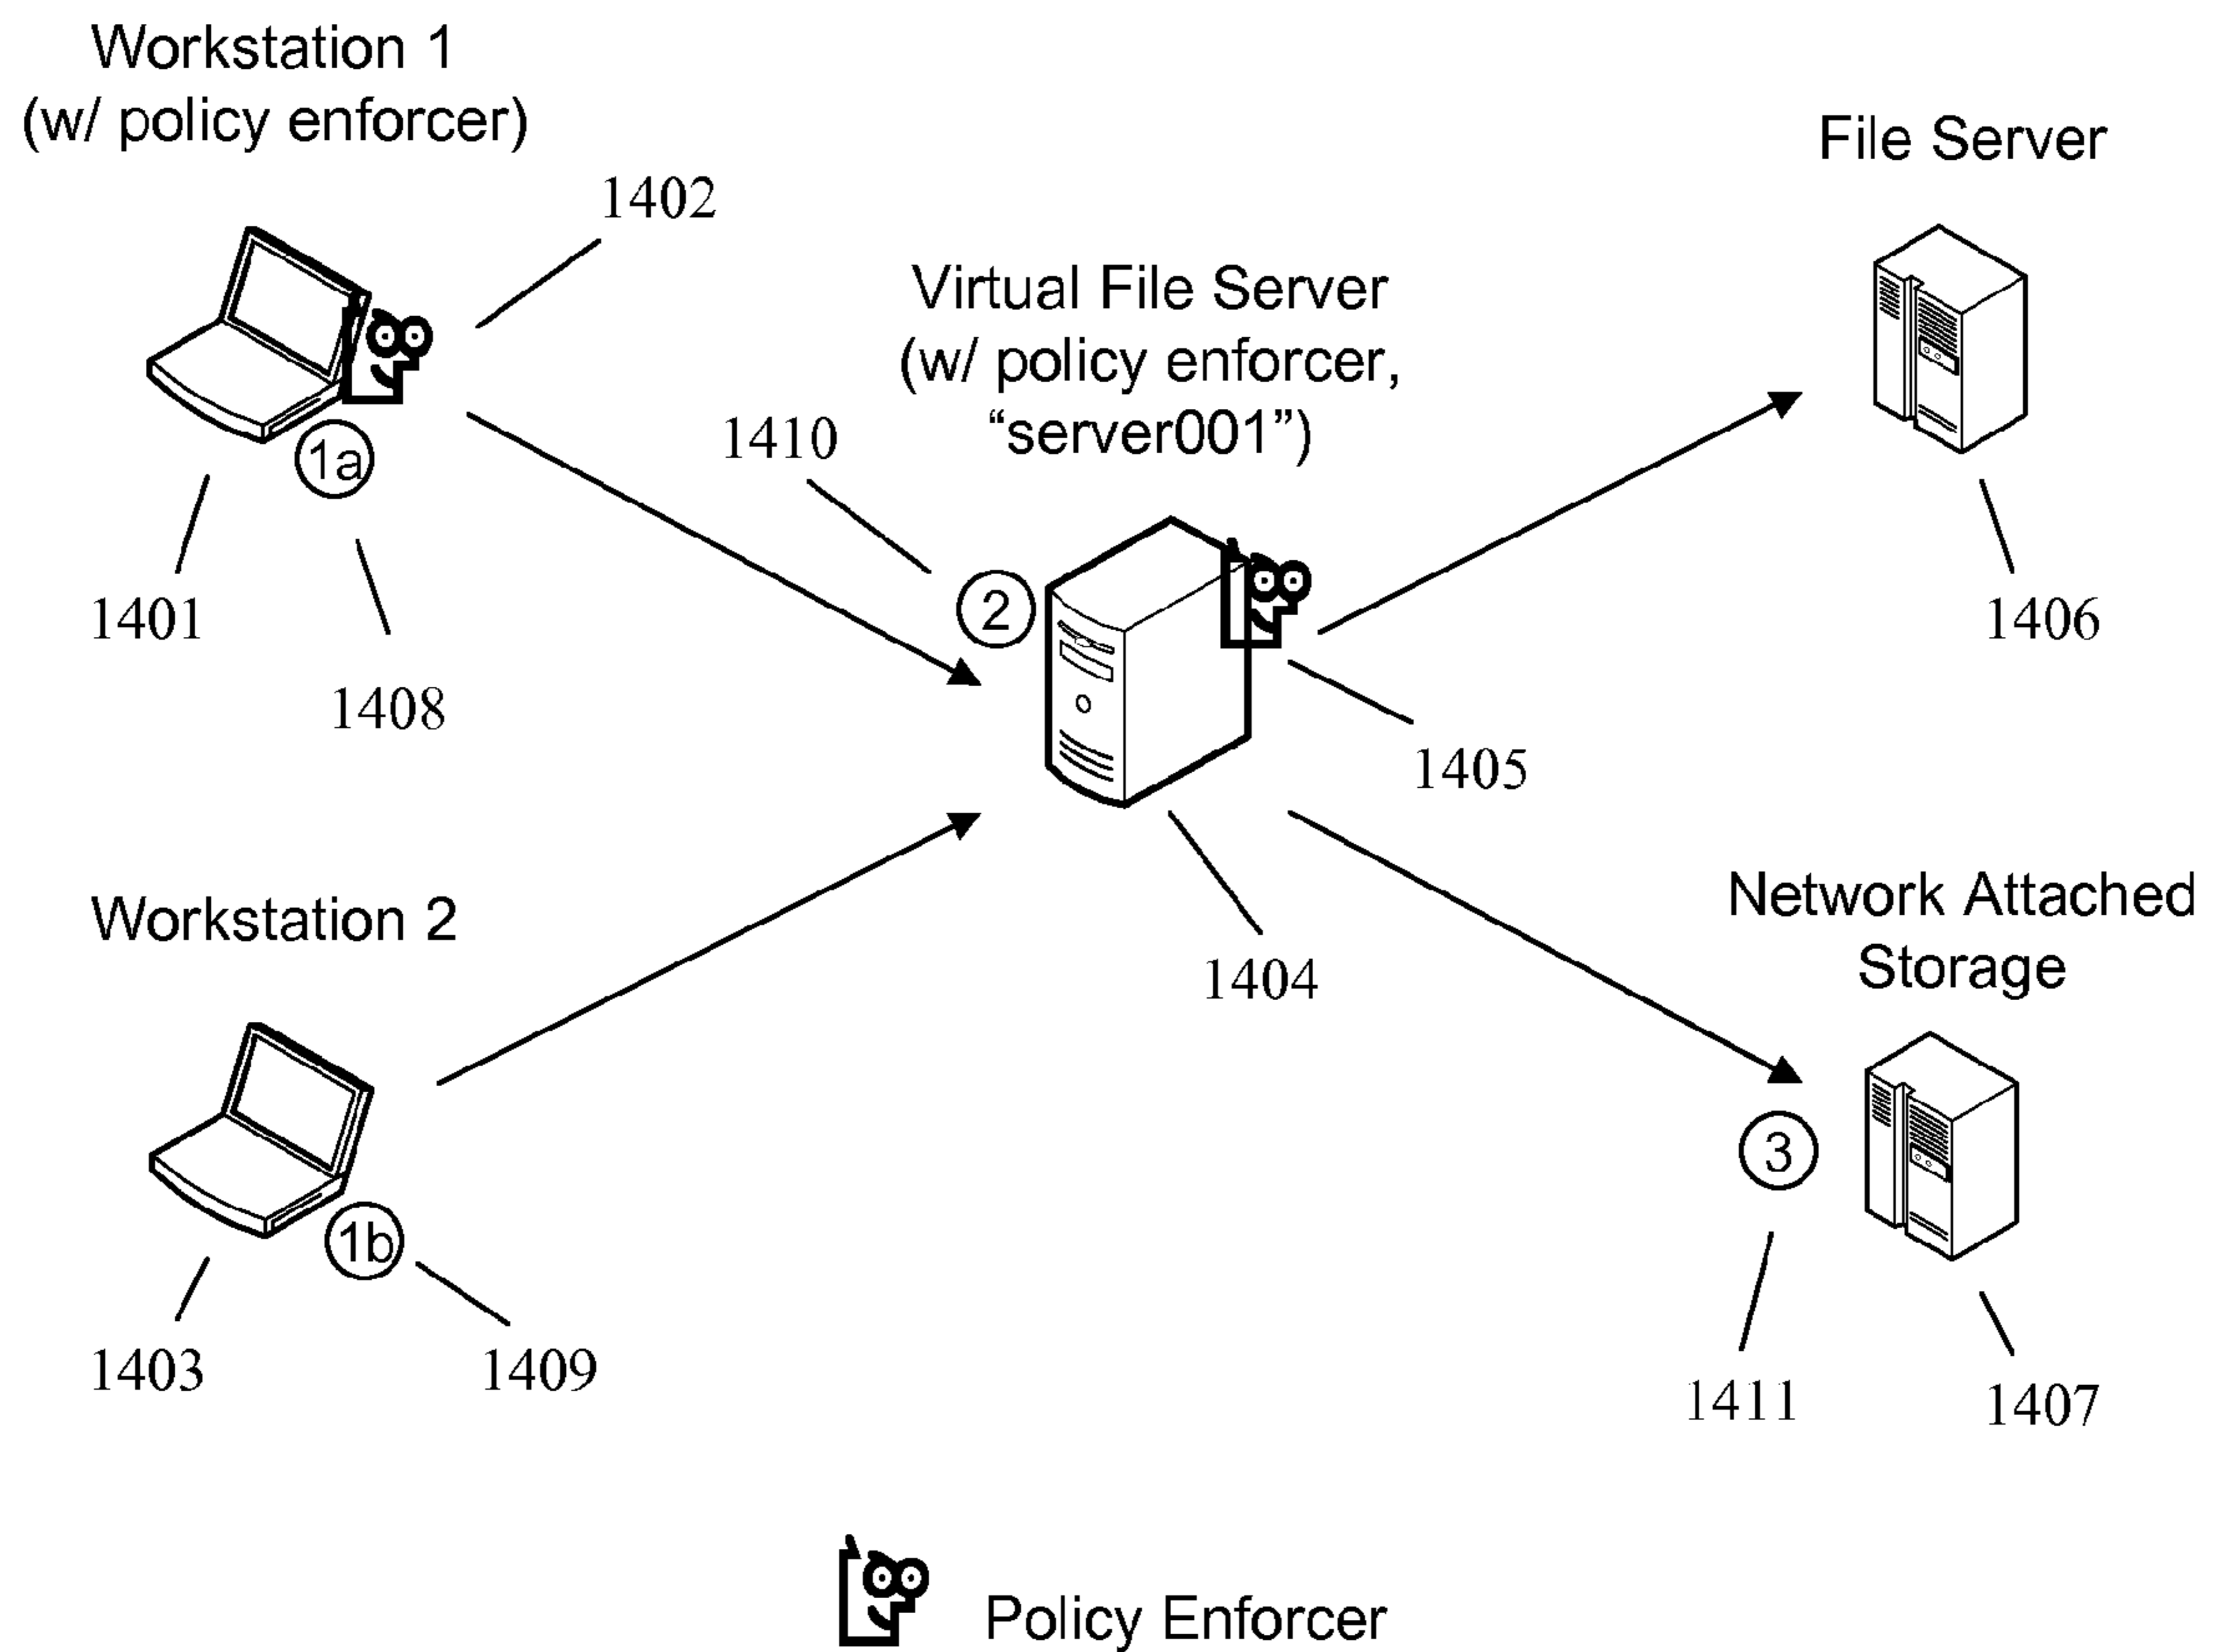 Workstation 1
(w/ policy enforcer)
1402
File Server
Virtual File Server
(w/ policy enforcer,
“server001”)
1410
1a
2
1401
1408
1406
1405
1404
Workstation 2
Network Attached
Storage
3
1b
1403
1409
1411
1407
Policy Enforcer